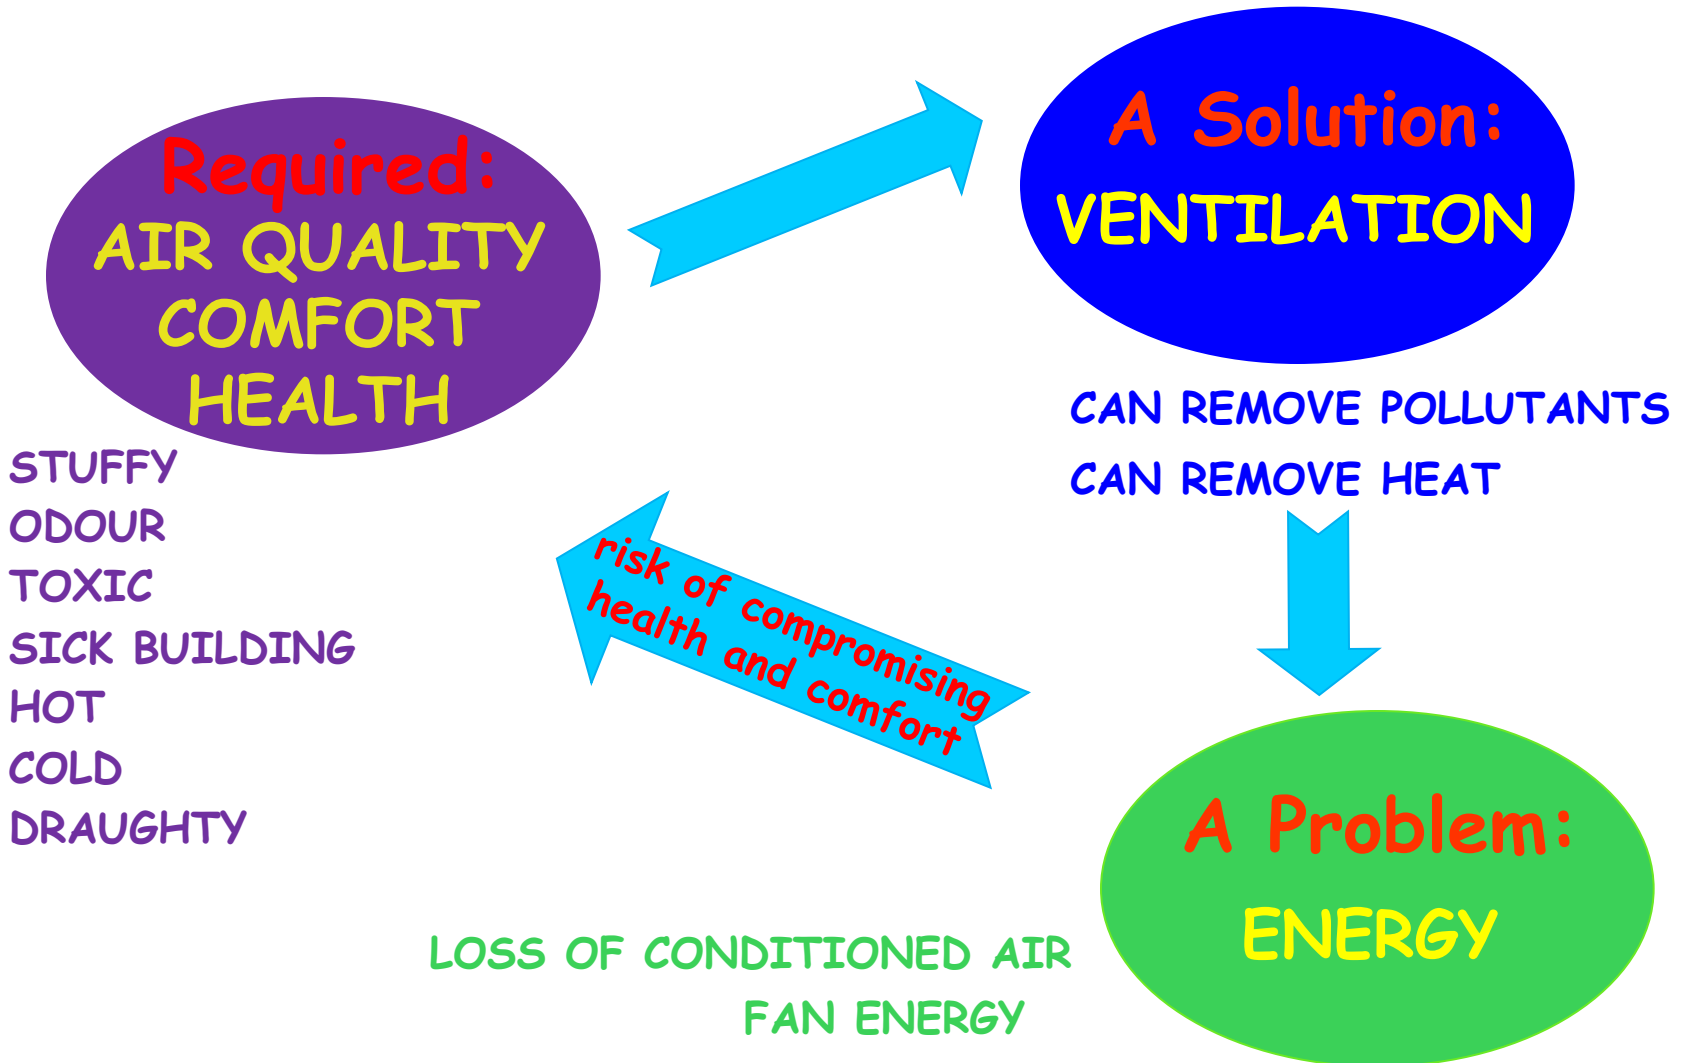 Required:
AIR QUALITY
COMFORT
HEALTH
STUFFY
ODOUR
TOXIC
SICK BUILDING
HOT
COLD
DRAUGHTY
A Solution:
VENTILATION
CAN REMOVE POLLUTANTS
CAN REMOVE HEAT
A Problem:
ENERGY
LOSS OF CONDITIONED AIR
FAN ENERGY
risk of compromising
health and comfort